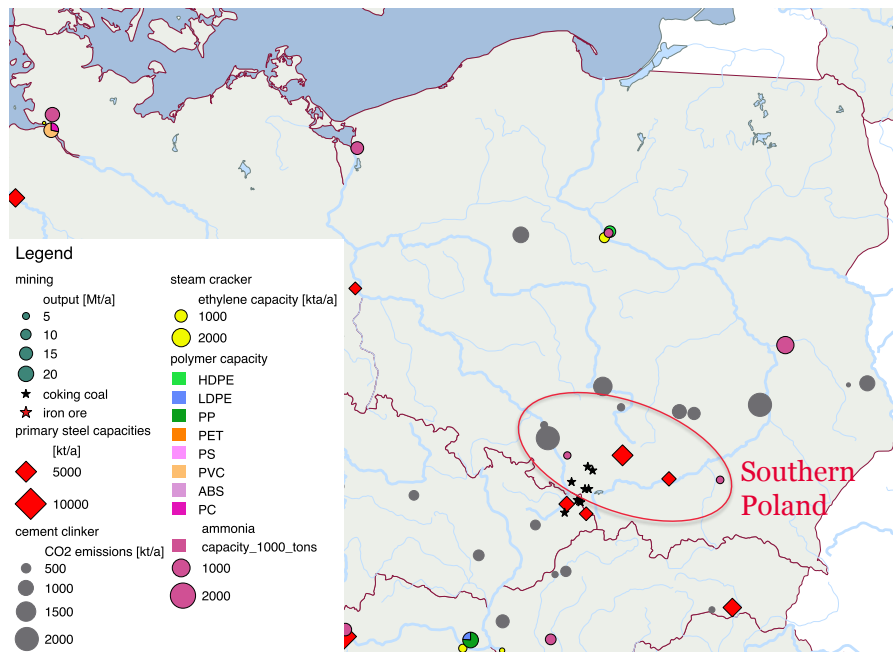 Legend
mining
output [Mt/a]
5
10
15
20
coking coal
iron ore
primary steel capacities
[kt/a]
5000
10000
cement clinker
CO2 emissions [kt/a]
500
1000
1500
2000
steam cracker
ethylene capacity [kta/a]
1000
2000
polymer capacity
HDPE
LDPE
PP
PET
PS
PVC
ABS
PC
ammonia
capacity_1000_tons
1000
2000
Southern
Poland